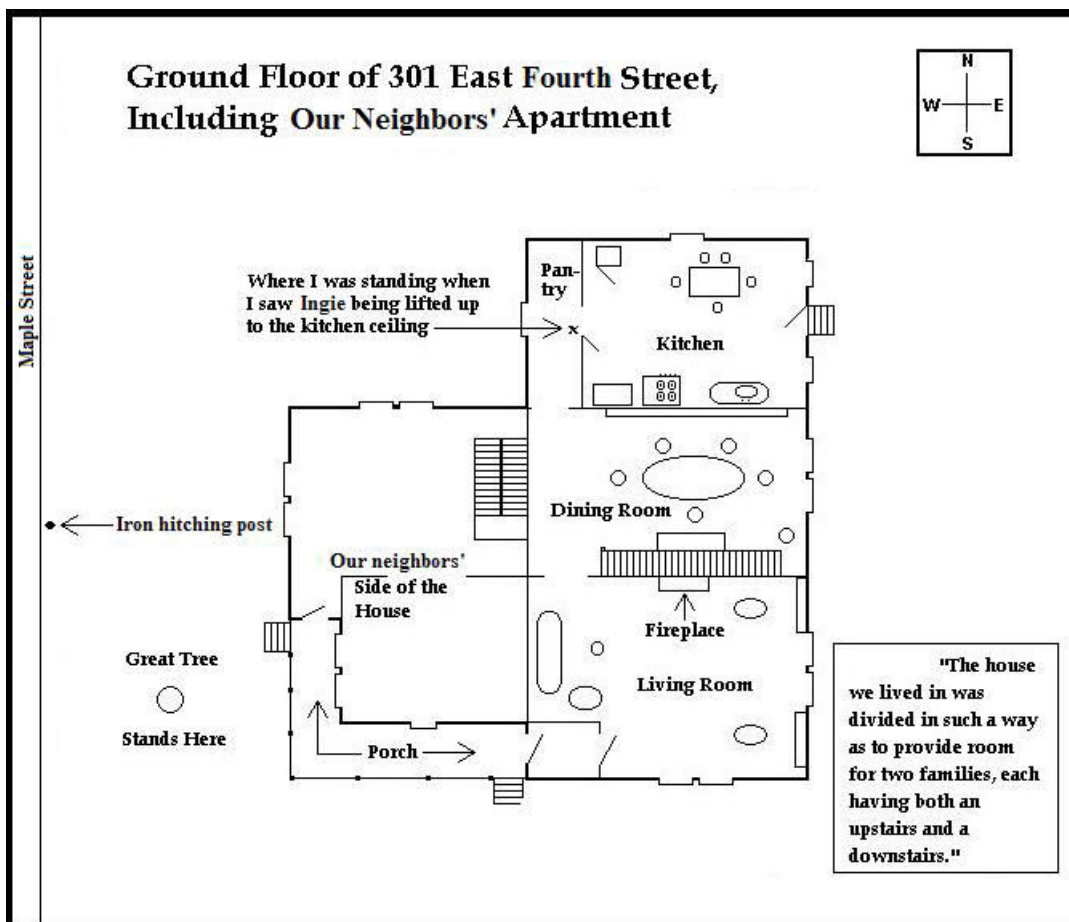 Ground Floor of 301 East Fourth Street,
Including Our Neighbors' Apartment
N
W E
S
Maple Street
Where I was standing when
I saw Ingie being lifted up
to the kitchen ceiling
x
Pan-
try
Kitchen
Dining Room
Iron hitching post
Our neighbors'
Side of the
House
Fireplace
Living Room
Great Tree
Stands Here
Porch
"The house
we lived in was
divided in such a way
as to provide room
for two families, each
having both an
upstairs and a
downstairs."